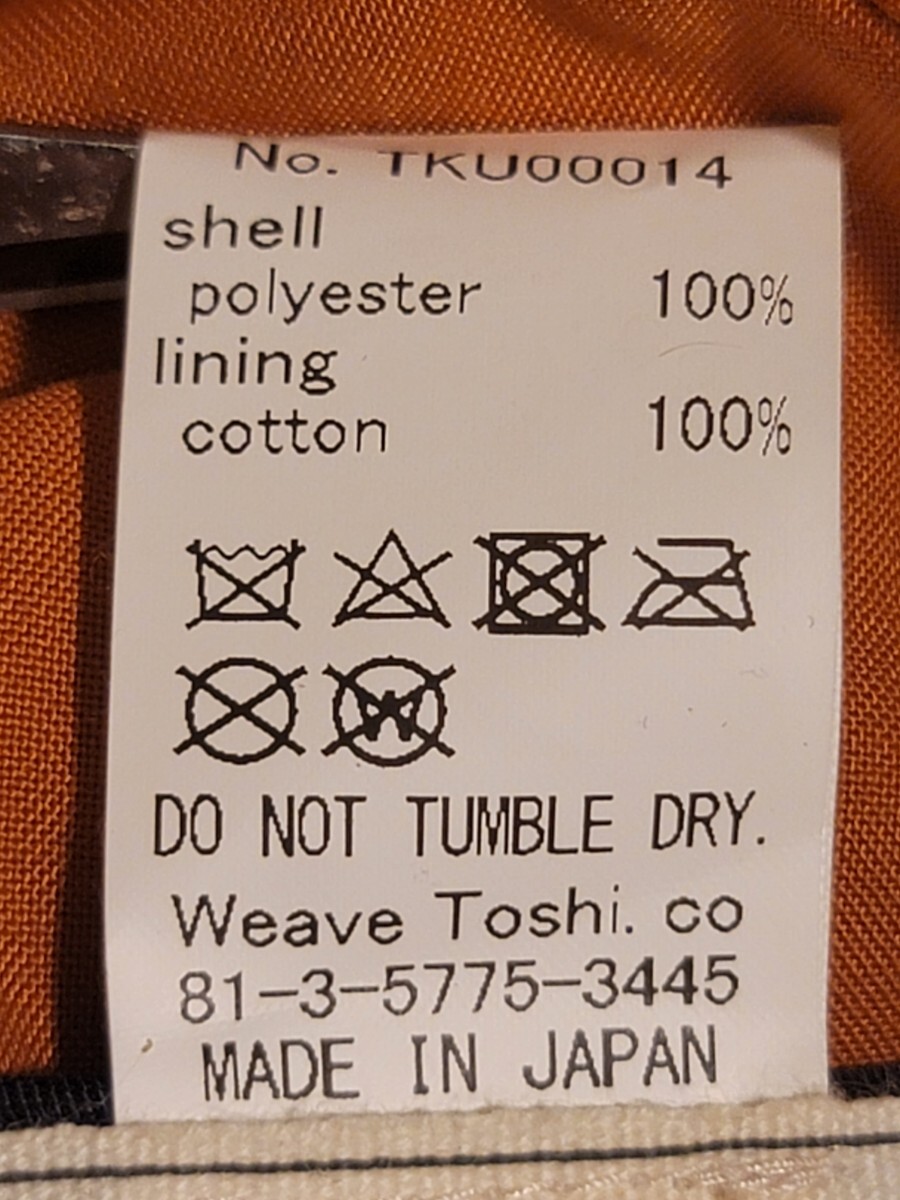 No. TKU00014
shell
polyester 100%
lining
cotton 100%
W
DO NOT TUMBLE DRY.
Weave Toshi. co
81-3-5775-3445
MADE IN JAPAN